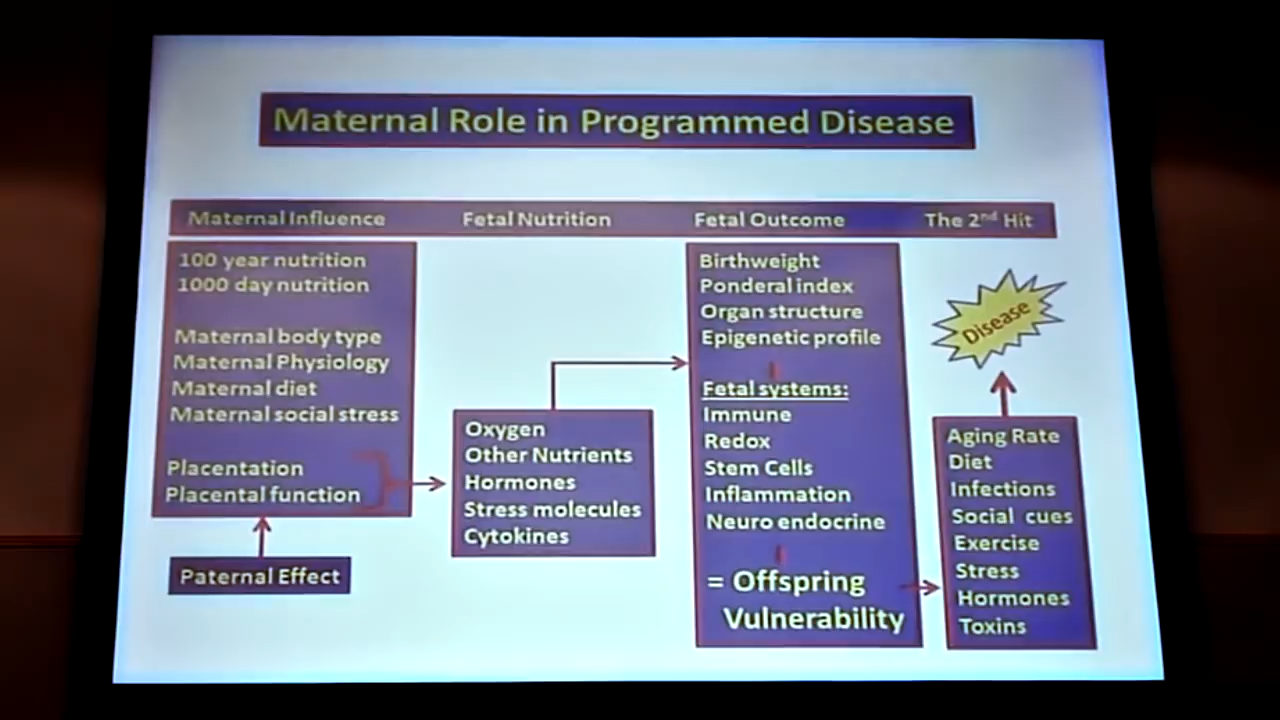 Maternal Role in Programmed Disease
Maternal Influence
Fetal Nutrition
Fetal Outcome
The 2nd Hit
100 year nutrition
1000 day nutrition
Maternal body type
Maternal Physiology
Maternal diet
Maternal social stress
Placentation
Placental function
Paternal Effect
Oxygen
Other Nutrients
Hormones
Stress molecules
Cytokines
Birthweight
Ponderal index
Organ structure
Epigenetic profile
Fetal systems:
Immune
Redox
Stem Cells
Inflammation
Neuro endocrine
= Offspring
Vulnerability
Disease
Aging Rate
Diet
Infections
Social cues
Exercise
Stress
Hormones
Toxins